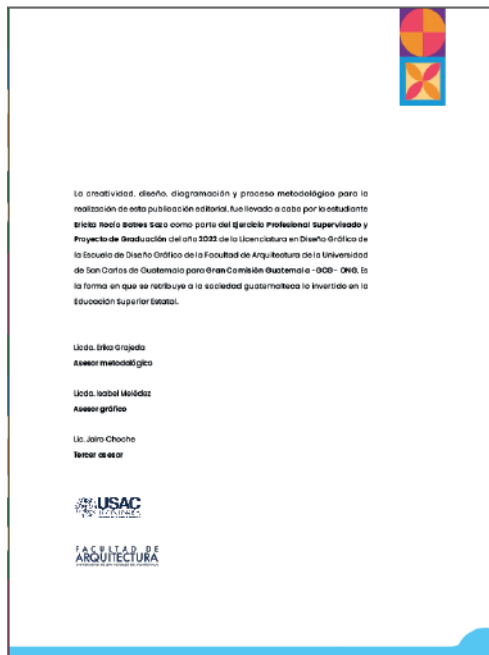 La creatividad, diseño, diagramación y proceso metodológico para la
realización de esta publicación editorial, fue llevado a cabo por la estudiante
Ericka Rocío Batres Sazo como parte del Ejercicio Profesional Supervisado y
Proyecto de Graduación del año 2022 de la Licenciatura en Diseño Gráfico de
la Escuela de Diseño Gráfico de la Facultad de Arquitectura de la Universidad
de San Carlos de Guatemala para Gran Comisión Guatemala -GCG- ONG. Es
la forma en que se retribuye a la sociedad guatemalteca lo invertido en la
Educación Superior Estatal.
Licda. Erika Grajeda
Asesor metodológico
Licda. Isabel Meléndez
Asesor gráfico
Lic. Jairo Choche
Tercer asesor
USAC
TRICENTENARIA
FACULTAD DE
ARQUITECTURA